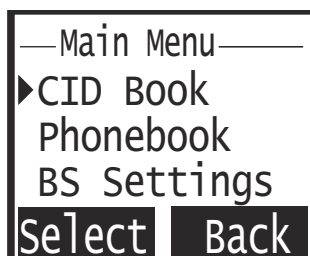 Main Menu
CID Book
Phonebook
BS Settings
Select Back